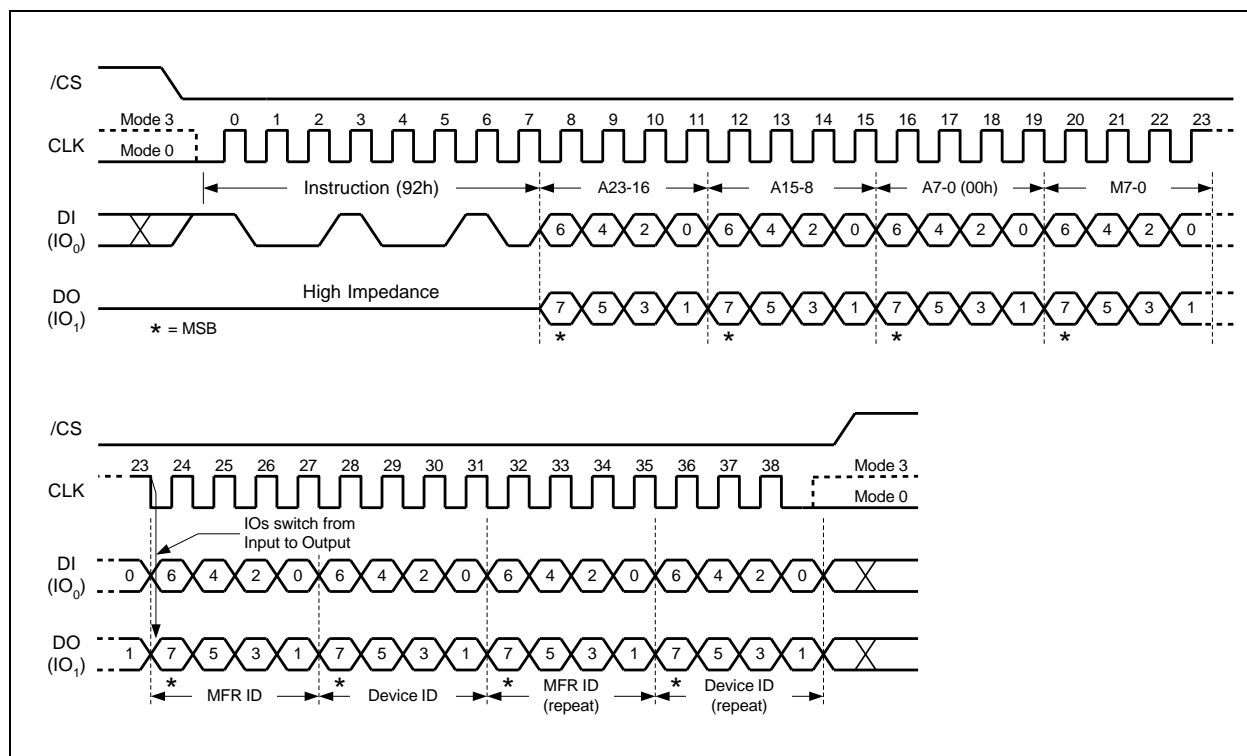 /CS
Mode 3 0 1 2 3 4 5 6 7 8 9 10 11 12 13 14 15 16 17 18 19 20 21 22 23
CLK
Mode 0
Instruction (92h) A23-16 A15-8 A7-0 (00h) M7-0
DI
(IO0) 6 4 2 0 6 4 2 0 6 4 2 0 6 4 2 0
DO High Impedance
(IO1) 7 5 3 1 7 5 3 1 7 5 3 1 7 5 3 1
* = MSB * * * *
/CS
23 24 25 26 27 28 29 30 31 32 33 34 35 36 37 38 Mode 3
CLK
Mode 0
IOs switch from
Input to Output
DI
(IO0) 0 6 4 2 0 6 4 2 0 6 4 2 0 6 4 2 0
DO
(IO1) 1 7 5 3 1 7 5 3 1 7 5 3 1 7 5 3 1
* * * *
MFR ID Device ID MFR ID (repeat) Device ID (repeat)